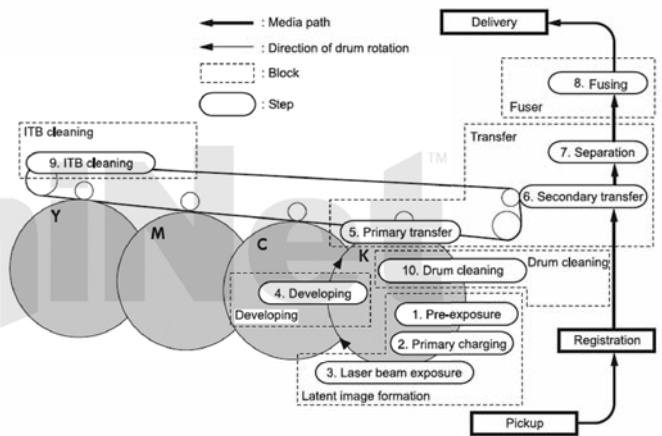 : Media path
: Direction of drum rotation
: Block
: Step
Delivery
8. Fusing
Fuser
ITB cleaning
9. ITB cleaning
Transfer
7. Separation
6. Secondary transfer
5. Primary transfer
Y
M
C
K
10. Drum cleaning
Drum cleaning
4. Developing
Developing
1. Pre-exposure
2. Primary charging
3. Laser beam exposure
Latent image formation
Registration
Pickup
TM